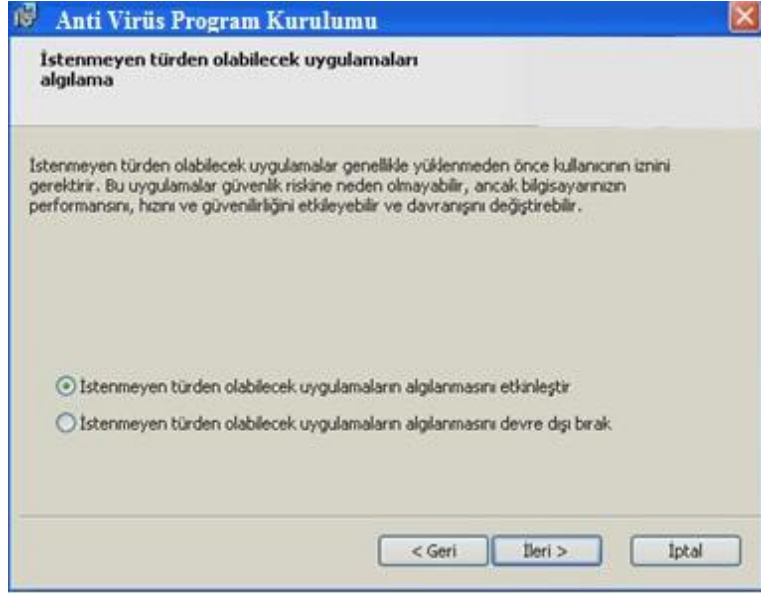 Anti Virüs Program Kurulumu
İstenmeyen türden olabilecek uygulamaları
algılama
İstenmeyen türden olabilecek uygulamalar genellikle yüklenmeden önce kullanıcının iznini
gerektirir. Bu uygulamalar güvenlik riskine neden olmayabilir, ancak bilgisayarınızın
performansını, hızını ve güvenilirliğini etkileyebilir ve davranışını değiştirebilir.
İstenmeyen türden olabilecek uygulamaların algılanmasını etkinleştir
İstenmeyen türden olabilecek uygulamaların algılanmasını devre dışı bırak
< Geri
İleri >
İptal